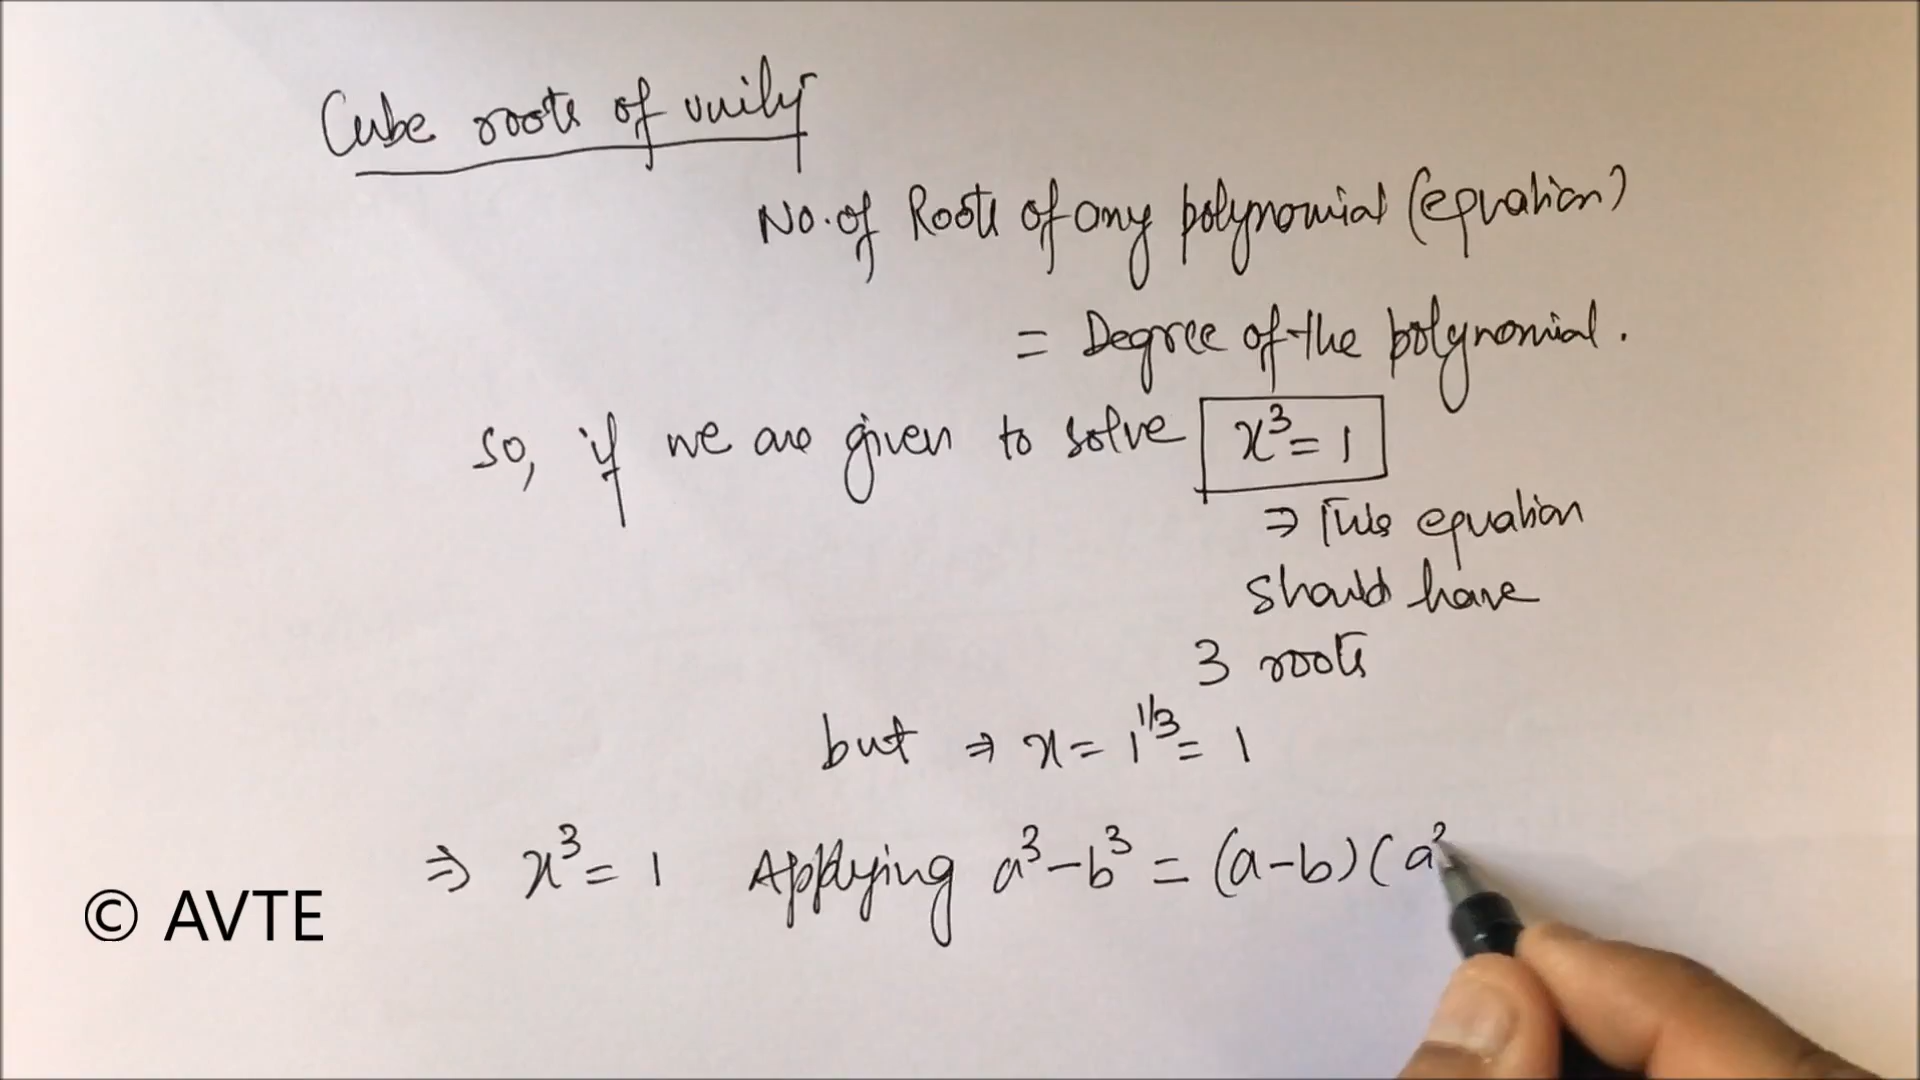 Cube roots of unity
No. of Roots of any polynomial (equation)
= Degree of the polynomial.
so, if we are given to solve x³ = 1
⇒ This equation
should have
3 roots
but ⇒ x = 1^1/3 = 1
⇒ x³ = 1 Applying a³ - b³ = (a-b) (a²
© AVTE